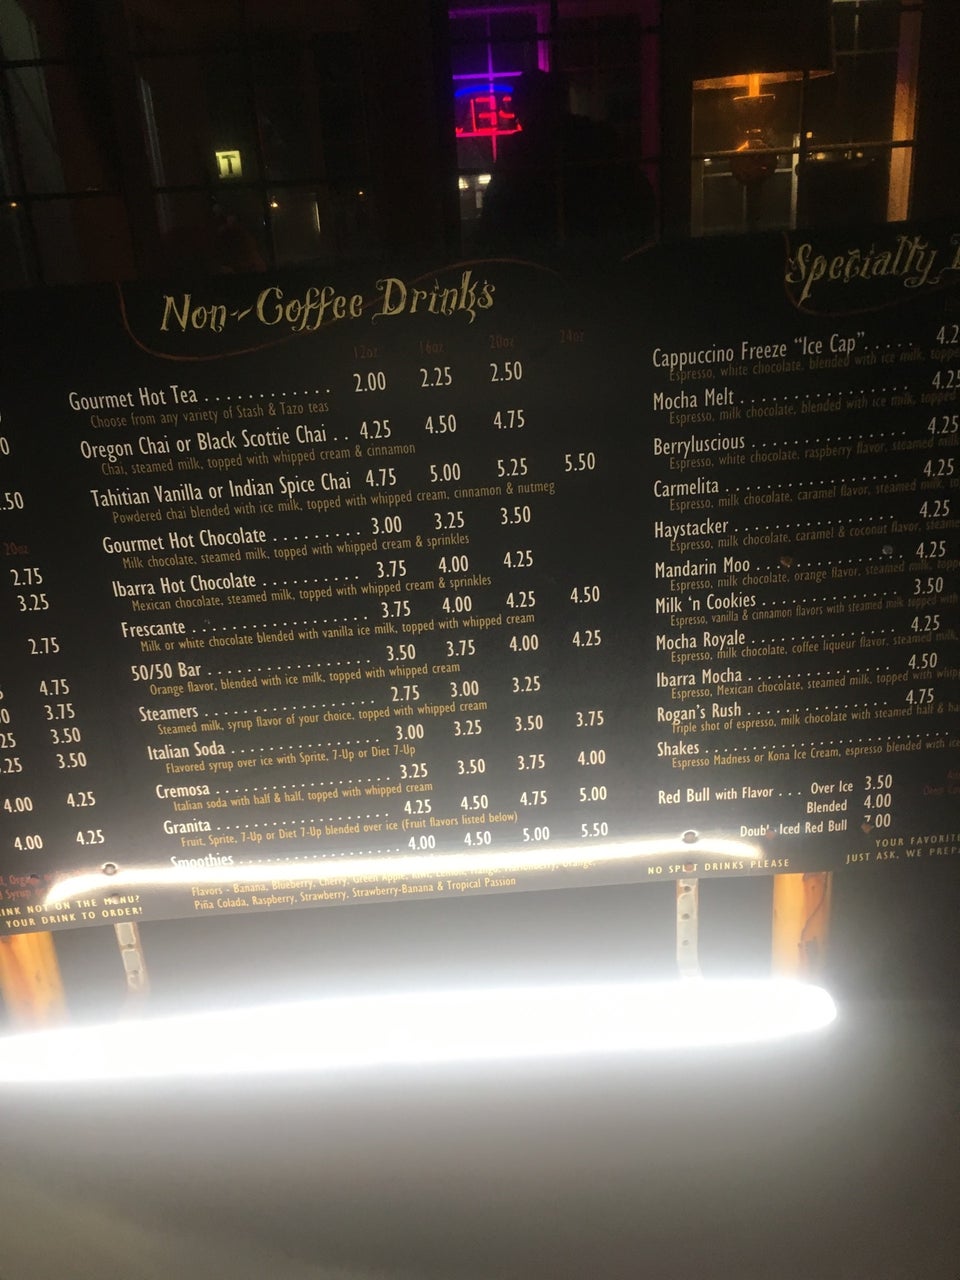 T
Non-Coffee Drinks
12oz 16oz 20oz 24oz
Gourmet Hot Tea . . . . . . . . . . . . 2.00 2.25 2.50
Choose from any variety of Stash & Tazo teas
Oregon Chai or Black Scottie Chai . . 4.25 4.50 4.75
Chai, steamed milk, topped with whipped cream & cinnamon
Tahitian Vanilla or Indian Spice Chai 4.75 5.00 5.25 5.50
Powdered chai blended with ice milk, topped with whipped cream, cinnamon & nutmeg
Gourmet Hot Chocolate . . . . . . . . . . 3.00 3.25 3.50
Milk chocolate, steamed milk, topped with whipped cream & sprinkles
Ibarra Hot Chocolate . . . . . . . . . . . 3.75 4.00 4.25
Mexican chocolate, steamed milk, topped with whipped cream & sprinkles
Frescante . . . . . . . . . . . . . . . . . 3.75 4.00 4.25 4.50
Milk or white chocolate blended with vanilla ice milk, topped with whipped cream
50/50 Bar . . . . . . . . . . . . . . . . . 3.50 3.75 4.00 4.25
Orange flavor, blended with ice milk, topped with whipped cream
Steamers . . . . . . . . . . . . . . . . . 2.75 3.00 3.25
Steamed milk, syrup flavor of your choice, topped with whipped cream
Italian Soda . . . . . . . . . . . . . . . 3.00 3.25 3.50 3.75
Flavored syrup over ice with Sprite, 7-Up or Diet 7-Up
Cremosa . . . . . . . . . . . . . . . . . 3.25 3.50 3.75 4.00
Italian soda with half & half, topped with whipped cream
Granita . . . . . . . . . . . . . . . . . 4.25 4.50 4.75 5.00
Fruit, Sprite, 7-Up or Diet 7-Up blended over ice (Fruit flavors listed below)
Smoothies . . . . . . . . . . . . . . . . 4.00 4.50 5.00 5.50
Flavors - Banana, Blueberry, Cherry, Green Apple, Kiwi, Lemon, Mango, Orange,
Piña Colada, Raspberry, Strawberry, Strawberry-Banana & Tropical Passion
Specialty
Cappuccino Freeze “Ice Cap”. . . . .
Espresso, white chocolate, blended with ice milk,
Mocha Melt . . . . . . . . . . . . . . . 4.25
Espresso, milk chocolate, blended with ice milk, topped
Berryluscious . . . . . . . . . . . . . . 4.25
Espresso, white chocolate, raspberry flavor, steamed milk
Carmelita . . . . . . . . . . . . . . . . 4.25
Espresso, milk chocolate, caramel flavor, steamed milk,
Haystacker . . . . . . . . . . . . . . . 4.25
Espresso, milk chocolate, caramel & coconut flavor,
Mandarin Moo . . . . . . . . . . . . . 4.25
Espresso, milk chocolate, orange flavor, steamed milk,
Milk 'n Cookies . . . . . . . . . . . . 3.50
Espresso, vanilla & cinnamon flavors with steamed milk topped with
Mocha Royale . . . . . . . . . . . . . 4.25
Espresso, milk chocolate, coffee liqueur flavor, steamed milk,
Ibarra Mocha . . . . . . . . . . . . . 4.50
Espresso, Mexican chocolate, steamed milk, topped with
Rogan's Rush . . . . . . . . . . . . . 4.75
Triple shot of espresso, milk chocolate with steamed half &
Shakes . . . . . . . . . . . . . . . . .
Espresso Madness or Kona Ice Cream, espresso blended with
Red Bull with Flavor . . . Over Ice 3.50
Blended 4.00
Iced Red Bull 7.00
NO SPLIT DRINKS PLEASE
YOUR FAVORITE
JUST ASK, WE
.50
20oz
2.75
3.25
2.75
4.75
3.75
3.50
3.50
4.00 4.25
4.00 4.25
NOT ON THE MENU?
YOUR DRINK TO ORDER!